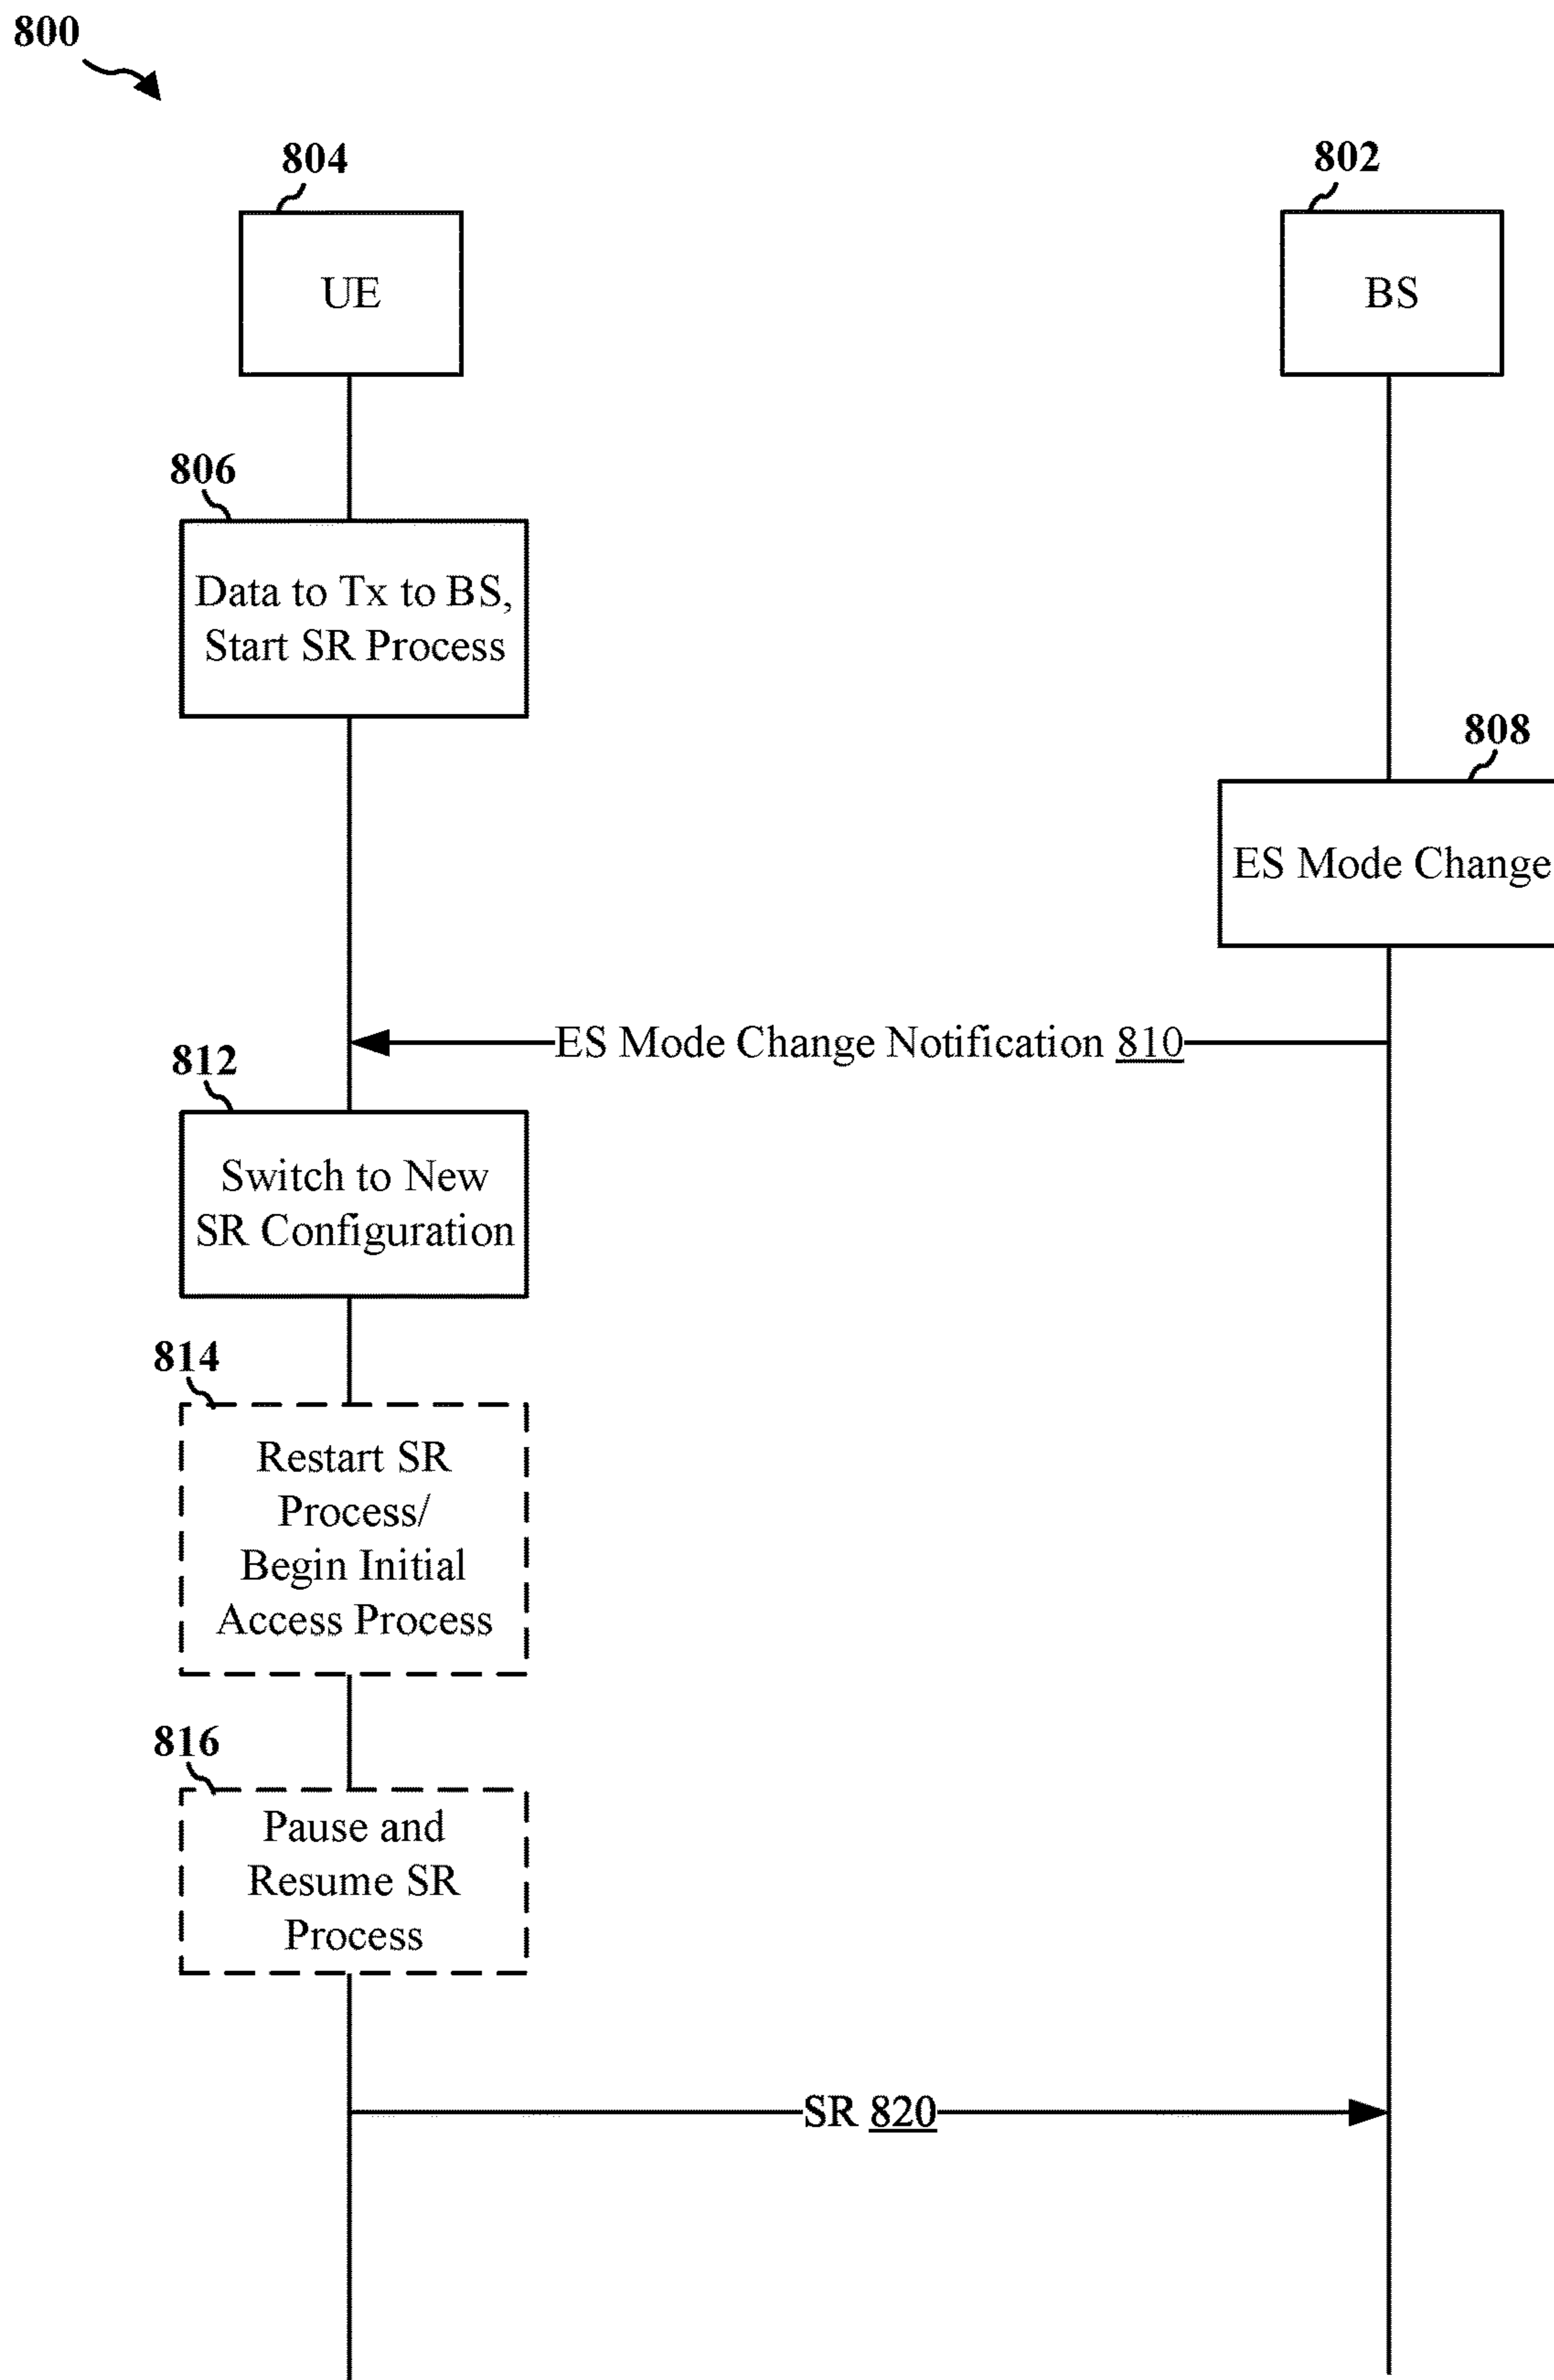 800
804
802
UE
BS
806
Data to Tx to BS,
Start SR Process
808
ES Mode Change
ES Mode Change Notification 810
812
Switch to New
SR Configuration
814
Restart SR
Process/
Begin Initial
Access Process
816
Pause and
Resume SR
Process
SR 820